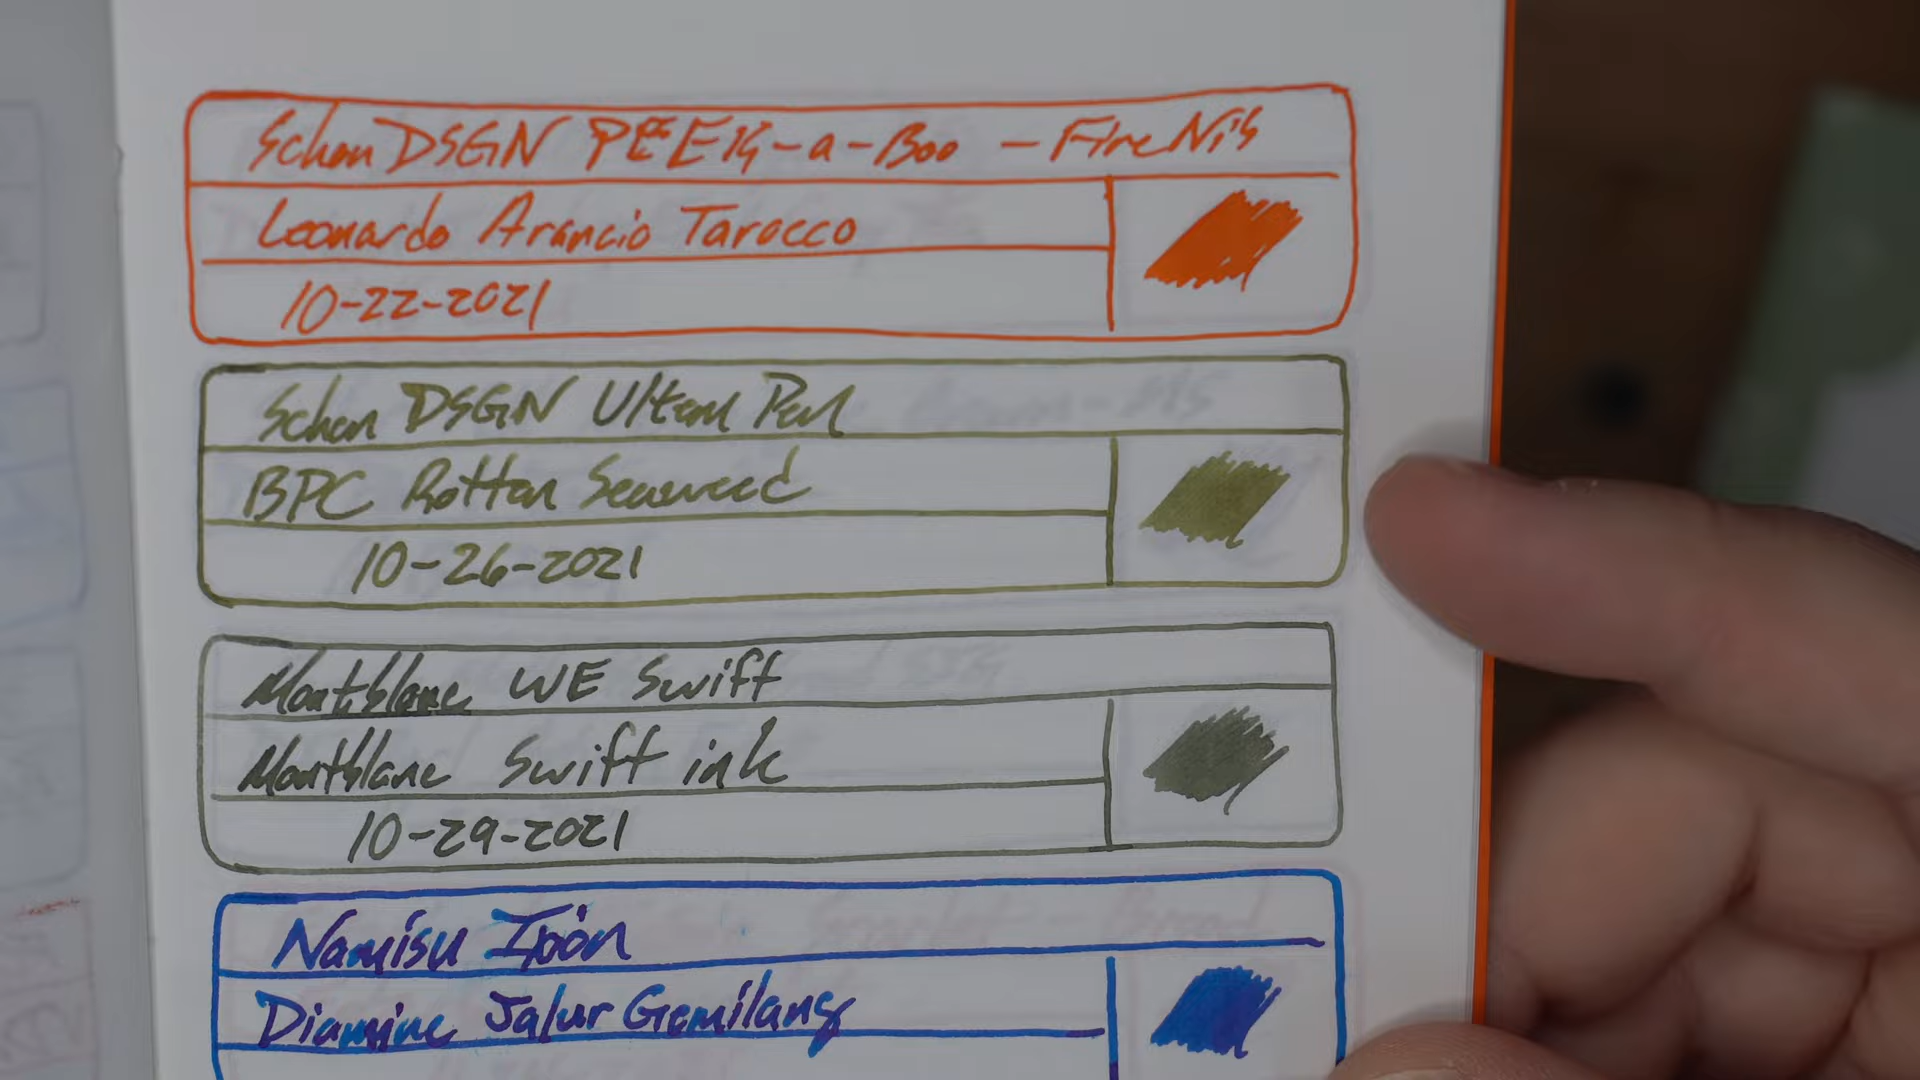 Schon DSGN PEEK-a-Boo - Fire Nib
Leonardo Arancio Tarocco
10-22-2021
Schon DSGN Ultem Pen
BPC Rotten Seaweed
10-26-2021
Montblanc WE Swift
Montblanc Swift ink
10-29-2021
Namisu Ixion
Diamine Jalur Gemilang